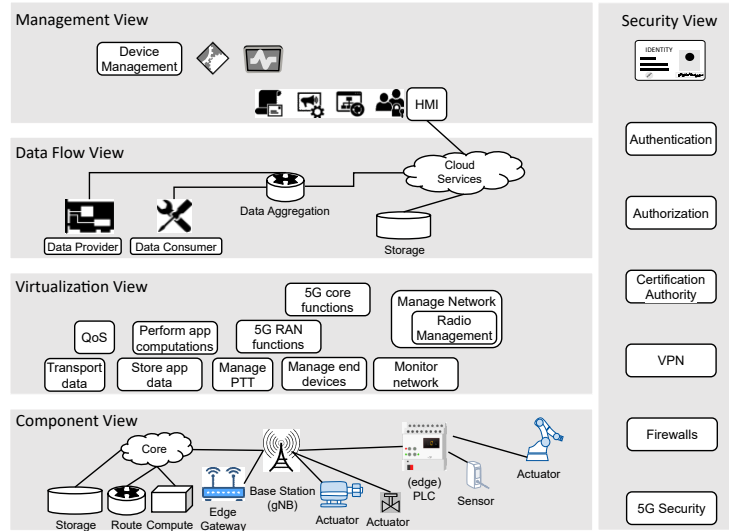 Management View
Device
Management
HMI
Data Flow View
Cloud
Services
Data Aggregation
Data Provider
Data Consumer
Storage
Virtualization View
5G core
functions
Manage Network
Radio
Management
QoS
Perform app
computations
5G RAN
functions
Transport
data
Store app
data
Manage
PTT
Manage end
devices
Monitor
network
Component View
Core
Storage
Route
Compute
Edge
Gateway
Base Station
(gNB)
Actuator
Actuator
(edge)
PLC
Sensor
Actuator
Security View
IDENTITY
Authentication
Authorization
Certification
Authority
VPN
Firewalls
5G Security